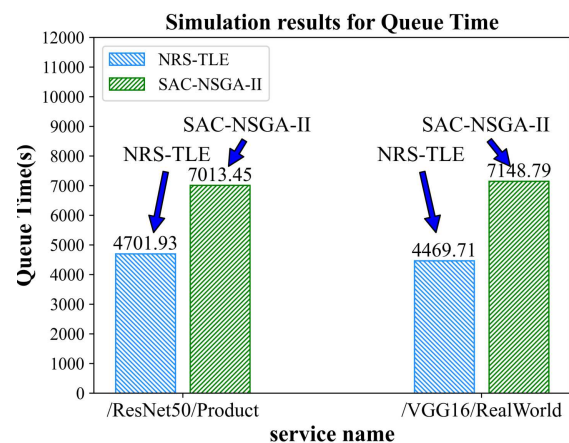 Simulation results for Queue Time
Queue Time(s)
12000
11000
10000
9000
8000
7000
6000
5000
4000
3000
2000
1000
0
NRS-TLE
SAC-NSGA-II
SAC-NSGA-II
NRS-TLE
7013.45
4701.93
SAC-NSGA-II
NRS-TLE
7148.79
4469.71
/ResNet50/Product
/VGG16/RealWorld
service name